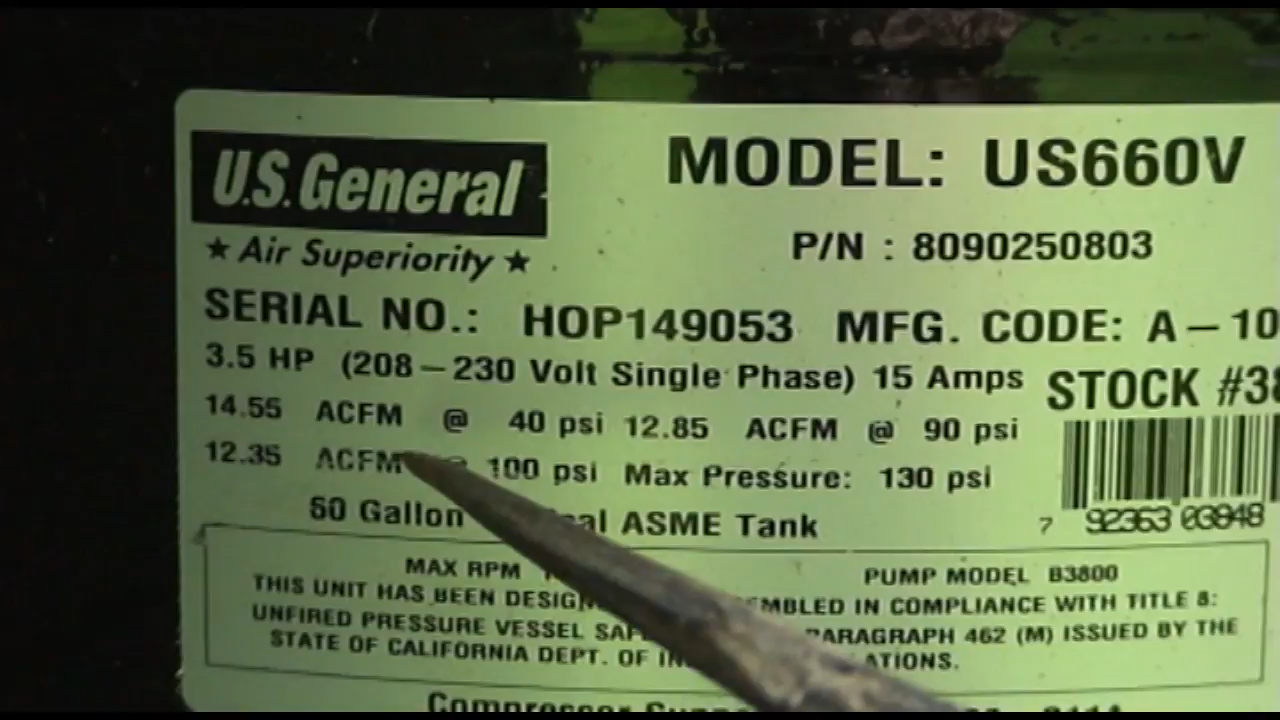 U.S. General
★ Air Superiority ★
MODEL: US660V
P/N : 8090250803
SERIAL NO.: HOP149053 MFG. CODE: A-10
3.5 HP (208-230 Volt Single Phase) 15 Amps
STOCK #38
14.55 ACFM @ 40 psi 12.85 ACFM @ 90 psi
12.35 ACFM @ 100 psi Max Pressure: 130 psi
60 Gallon ASME Tank
7 92363 03848
MAX RPM
PUMP MODEL B3800
THIS UNIT HAS BEEN IN COMPLIANCE WITH TITLE 8:
UNFIRED PRESSURE VESSEL PARAGRAPH 462 (M) ISSUED BY THE
STATE OF CALIFORNIA DEPT. OF